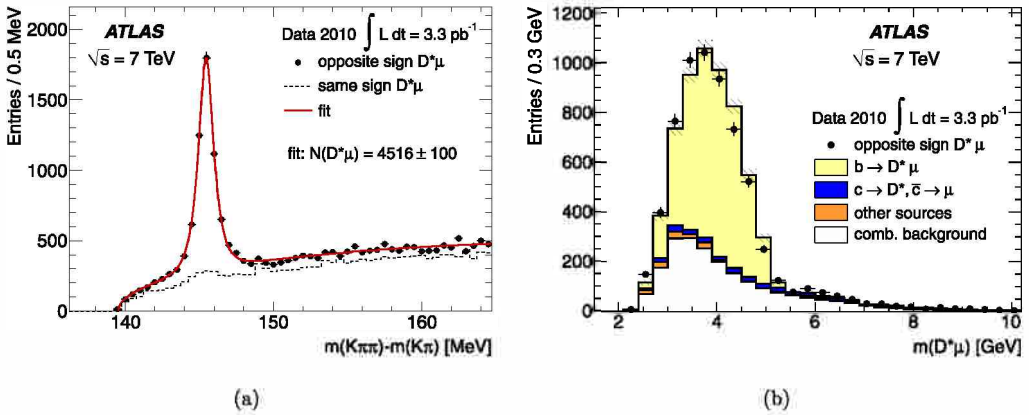 ATLAS
√s = 7 TeV
Data 2010 ∫ L dt = 3.3 pb⁻¹
opposite sign D*μ
same sign D*μ
fit
fit: N(D*μ) = 4516 ± 100
Entries / 0.5 MeV
2000
1500
1000
500
0
140 150 160
m(Kππ)-m(Kπ) [MeV]
(a)
ATLAS
√s = 7 TeV
Data 2010 ∫ L dt = 3.3 pb⁻¹
opposite sign D* μ
b → D* μ
c → D*, c̄ → μ
other sources
comb. background
Entries / 0.3 GeV
1200
1000
800
600
400
200
0
2 4 6 8 10
m(D*μ) [GeV]
(b)